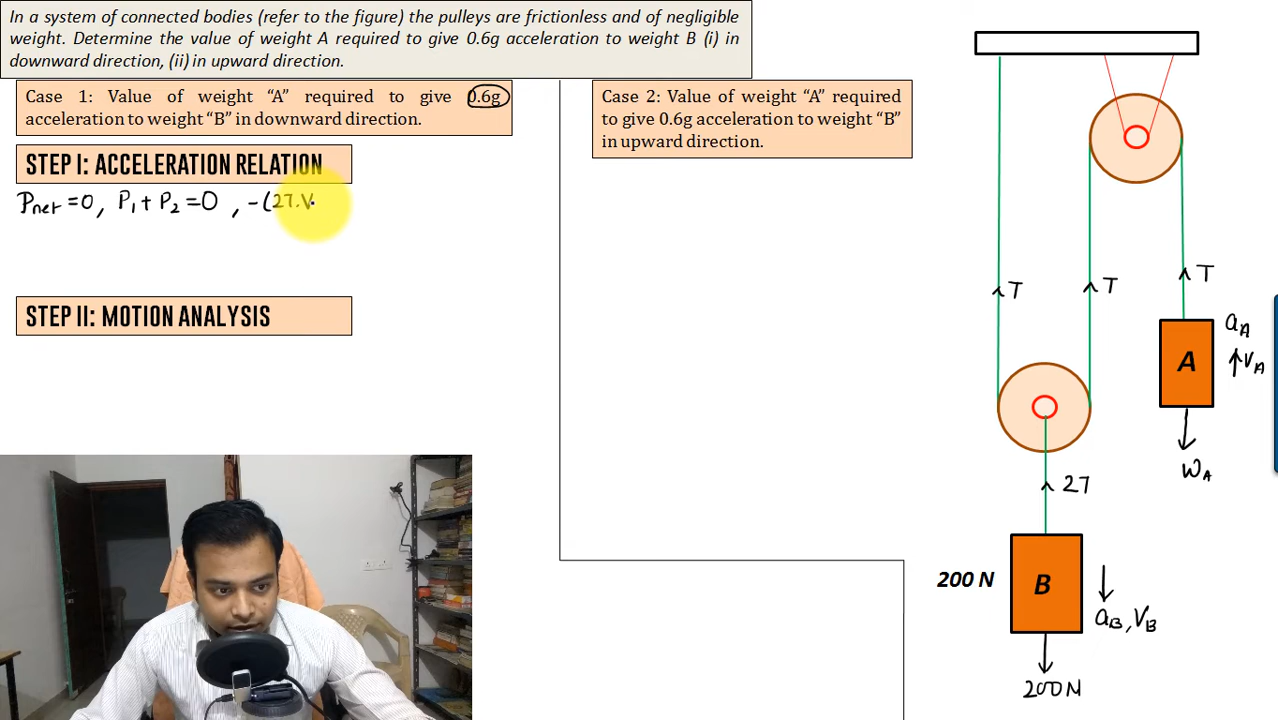 In a system of connected bodies (refer to the figure) the pulleys are frictionless and of negligible
weight. Determine the value of weight A required to give 0.6g acceleration to weight B (i) in
downward direction, (ii) in upward direction.
Case 1: Value of weight “A” required to give 0.6g
acceleration to weight “B” in downward direction.
STEP I: ACCELERATION RELATION
Pnet = 0, P1 + P2 = 0, -(2T.V
STEP II: MOTION ANALYSIS
Case 2: Value of weight “A” required
to give 0.6g acceleration to weight “B”
in upward direction.
T
T
T
aA
A
VA
WA
2T
200 N
B
aB, VB
200N